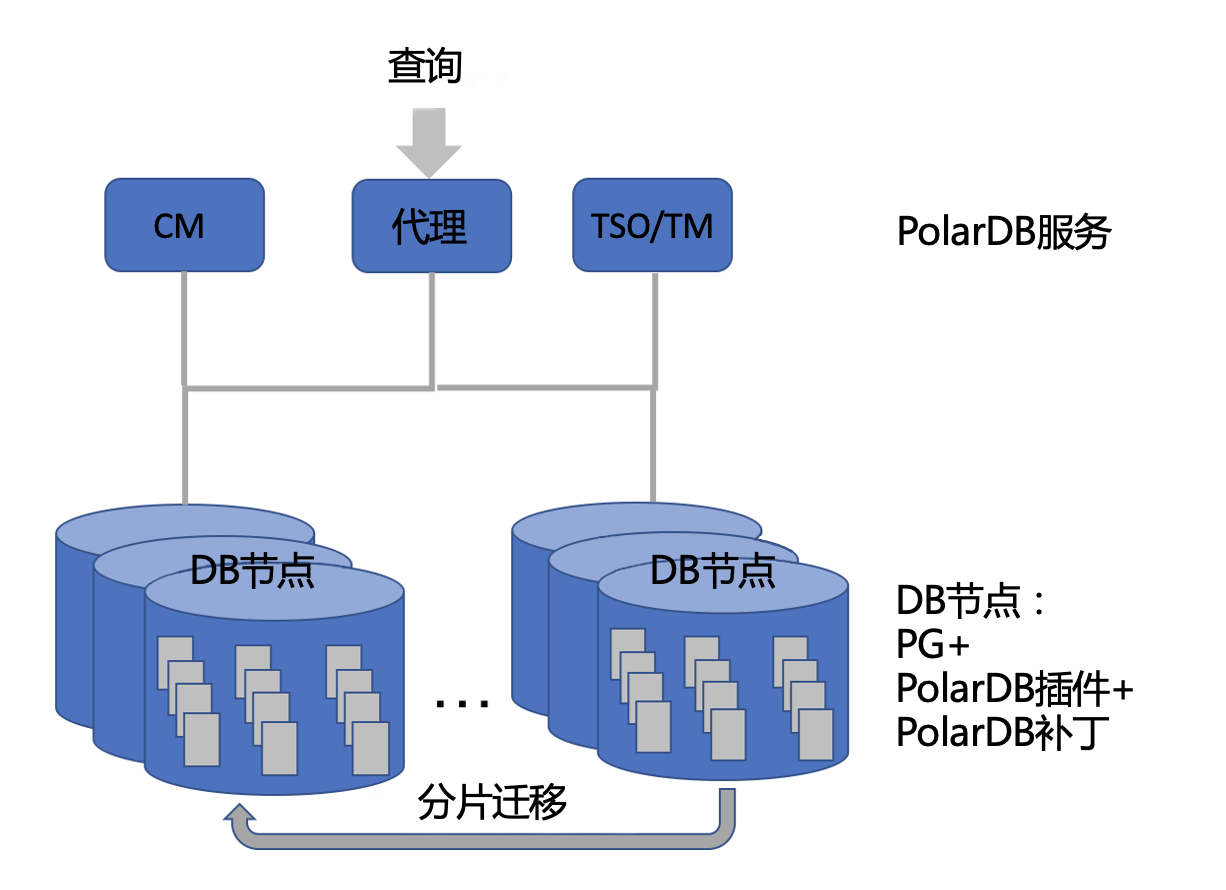 查询
CM
代理
TSO/TM
PolarDB服务
DB节点
DB节点
DB节点：
PG+
PolarDB插件+
PolarDB补丁
...
分片迁移